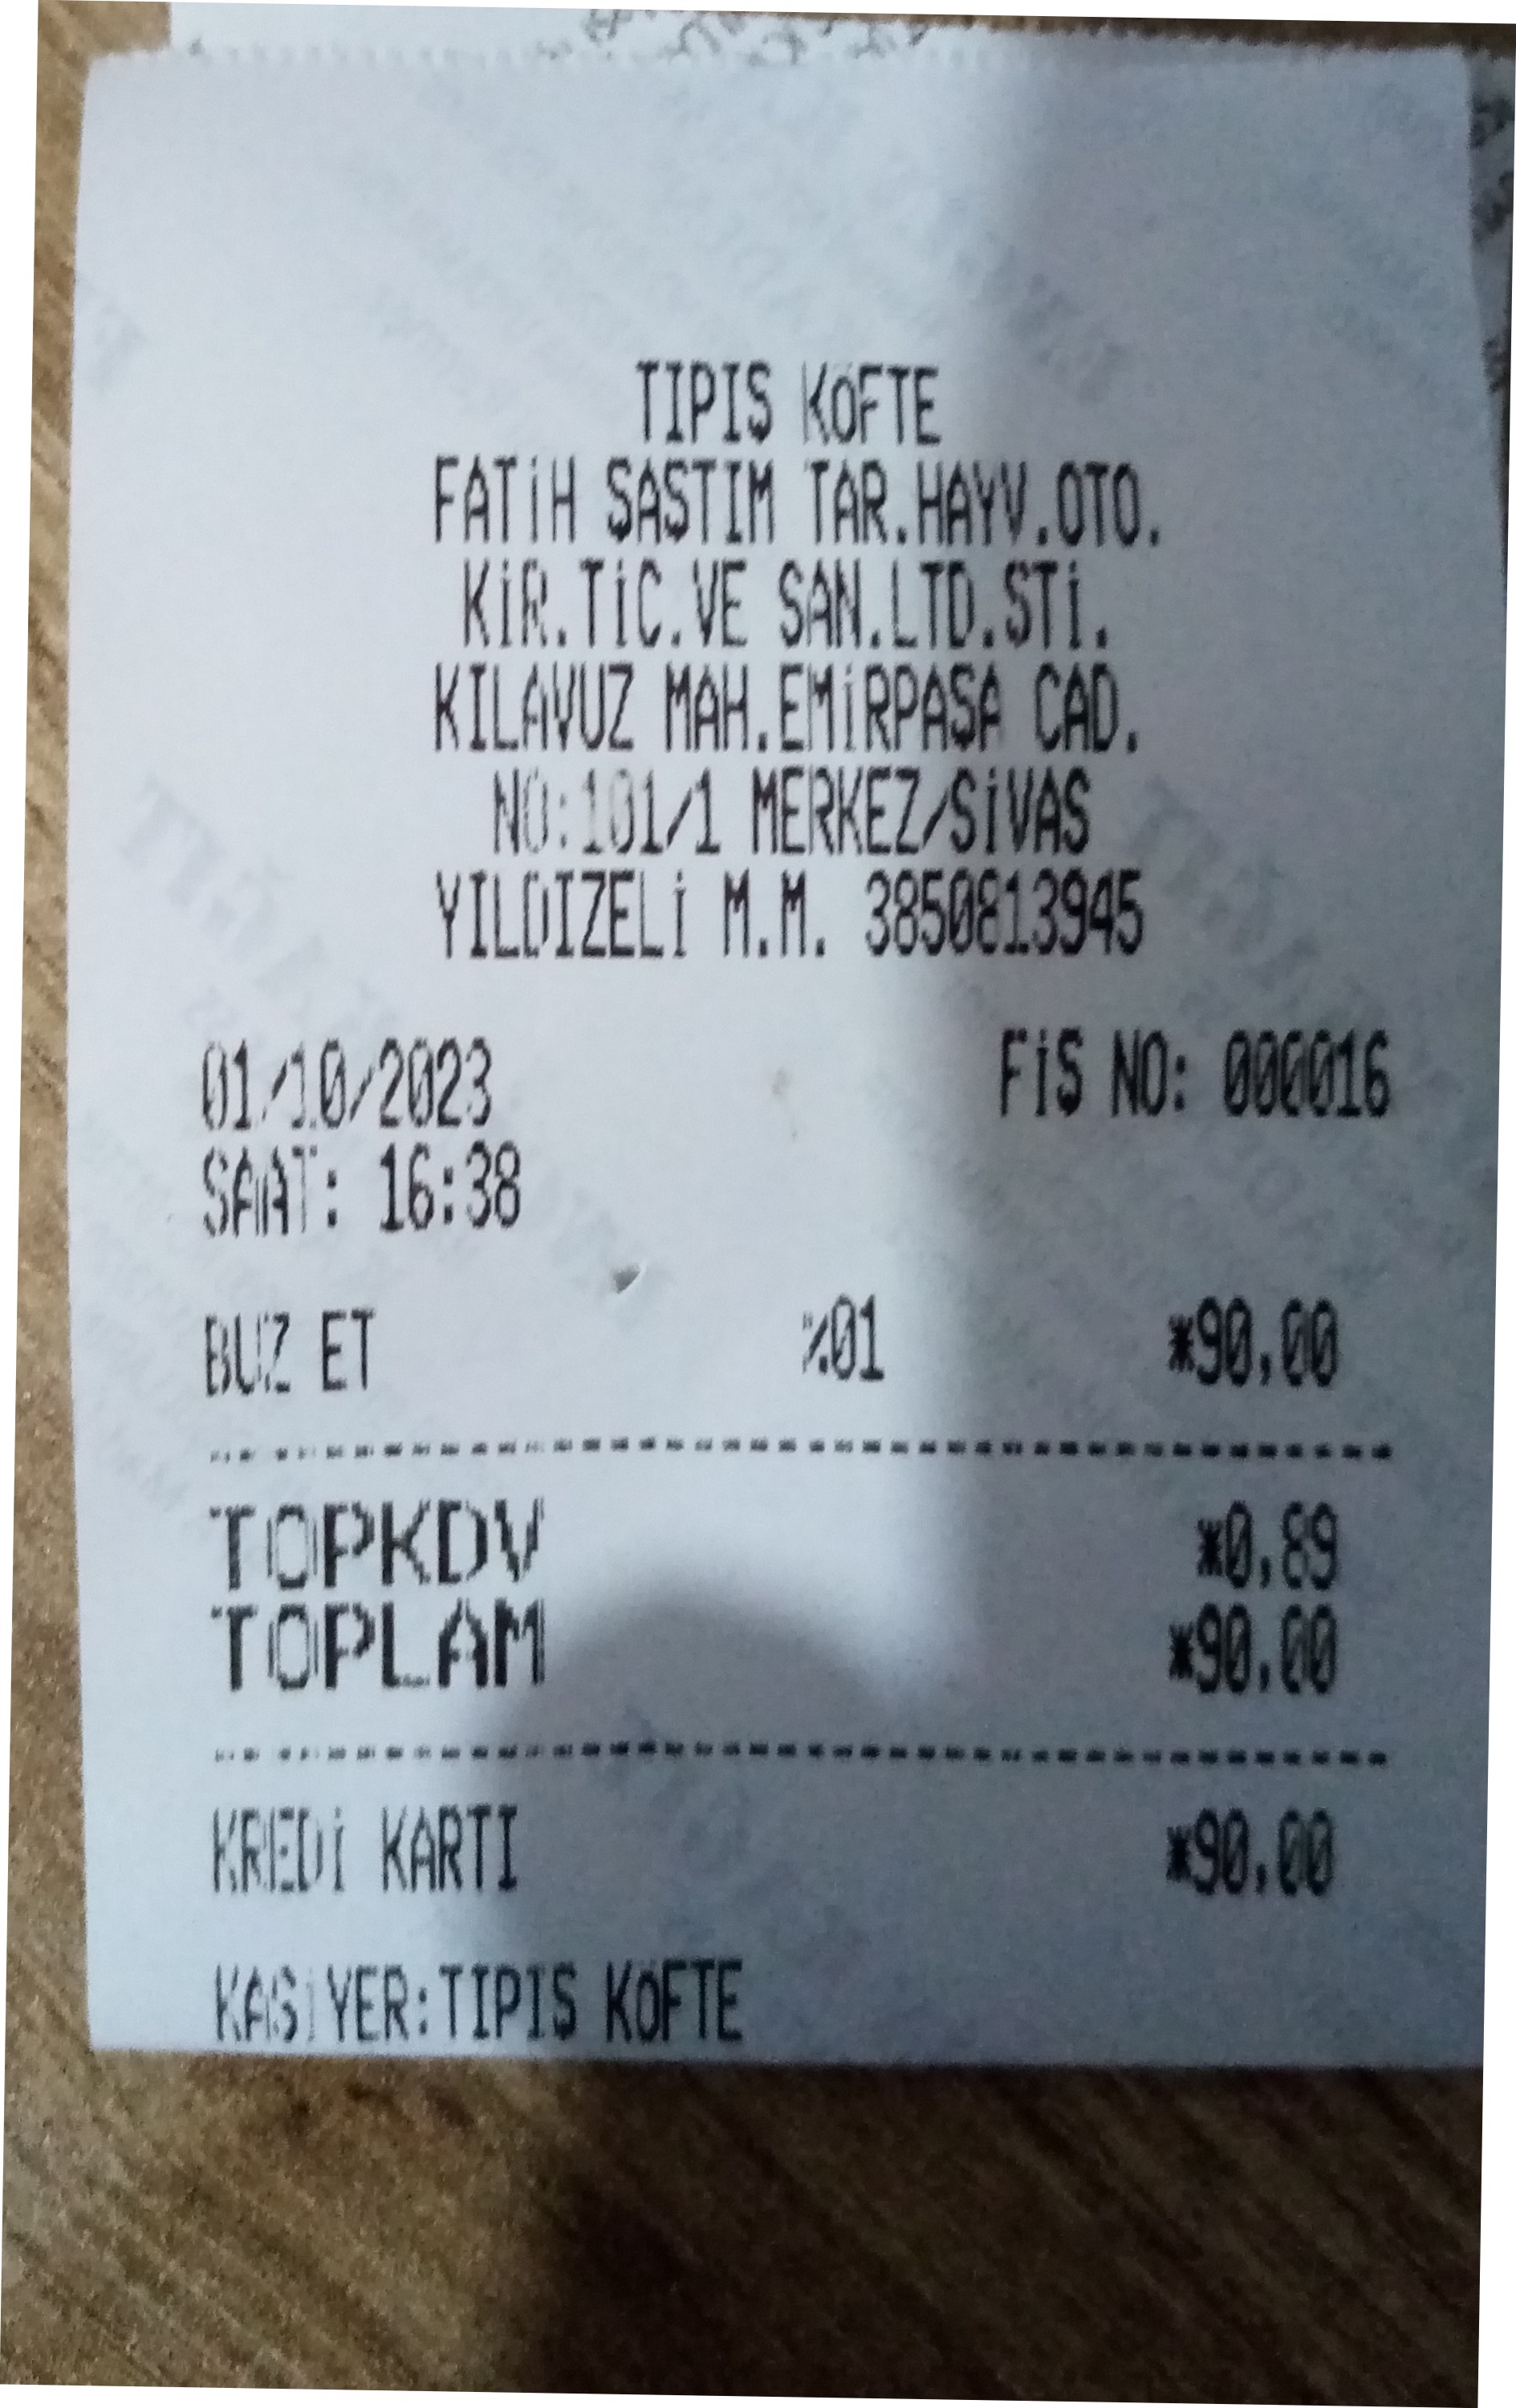 TIPIŞ KÖFTE
FATİH ŞAŞTIM TAR.HAYV.OTO.
KİR.TİC.VE SAN.LTD.ŞTİ.
KILAVUZ MAH.EMİRPAŞA CAD.
NO:101/1 MERKEZ/SİVAS
YILDIZELİ M.M. 3850813945
01/10/2023 FİŞ NO: 000016
SAAT: 16:38
BUZ ET %01 *90,00
TOPKDV *0,89
TOPLAM *90,00
KREDİ KARTI *90,00
KASİYER:TIPIŞ KÖFTE